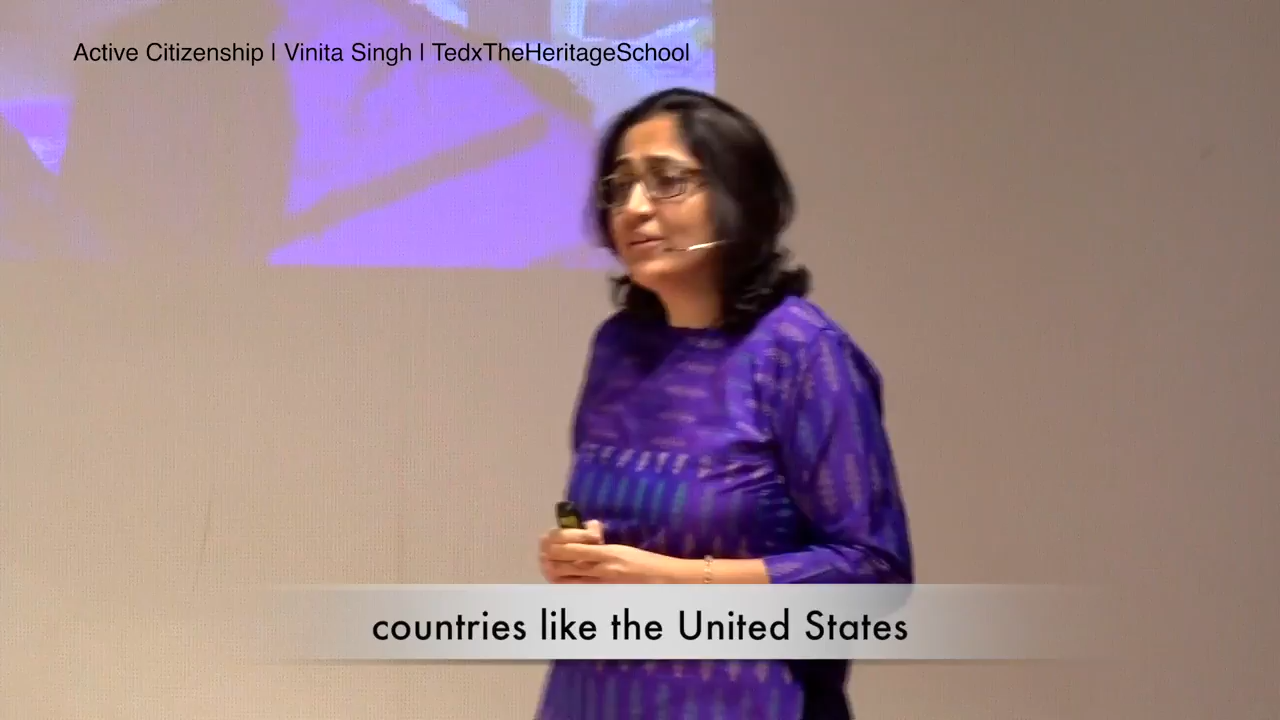 Active Citizenship | Vinita Singh | TedxTheHeritageSchool
countries like the United States